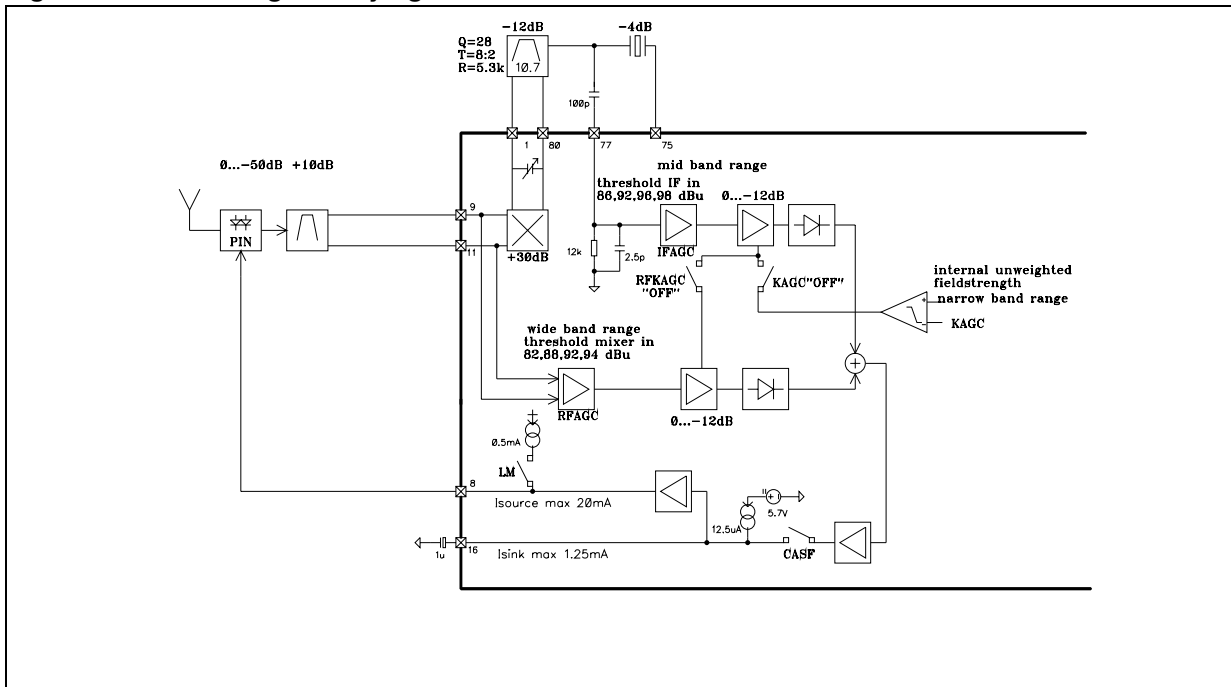 -12dB
-4dB
Q=28
T=8:2
R=5.3k
10.7
100p
1
80
77
75
0...-50dB +10dB
mid band range
threshold IF in
86,92,96,98 dBu
0...-12dB
9
PIN
11
+30dB
12k
2.5p
IFAGC
RFKAGC
"OFF"
KAGC"OFF"
internal unweighted
fieldstrength
narrow band range
+
-
KAGC
wide band range
threshold mixer in
82,88,92,94 dBu
+
RFAGC
0...-12dB
0.5mA
LM
8
Isource max 20mA
+
5.7V
12.5uA
CASF
1u
16
Isink max 1.25mA